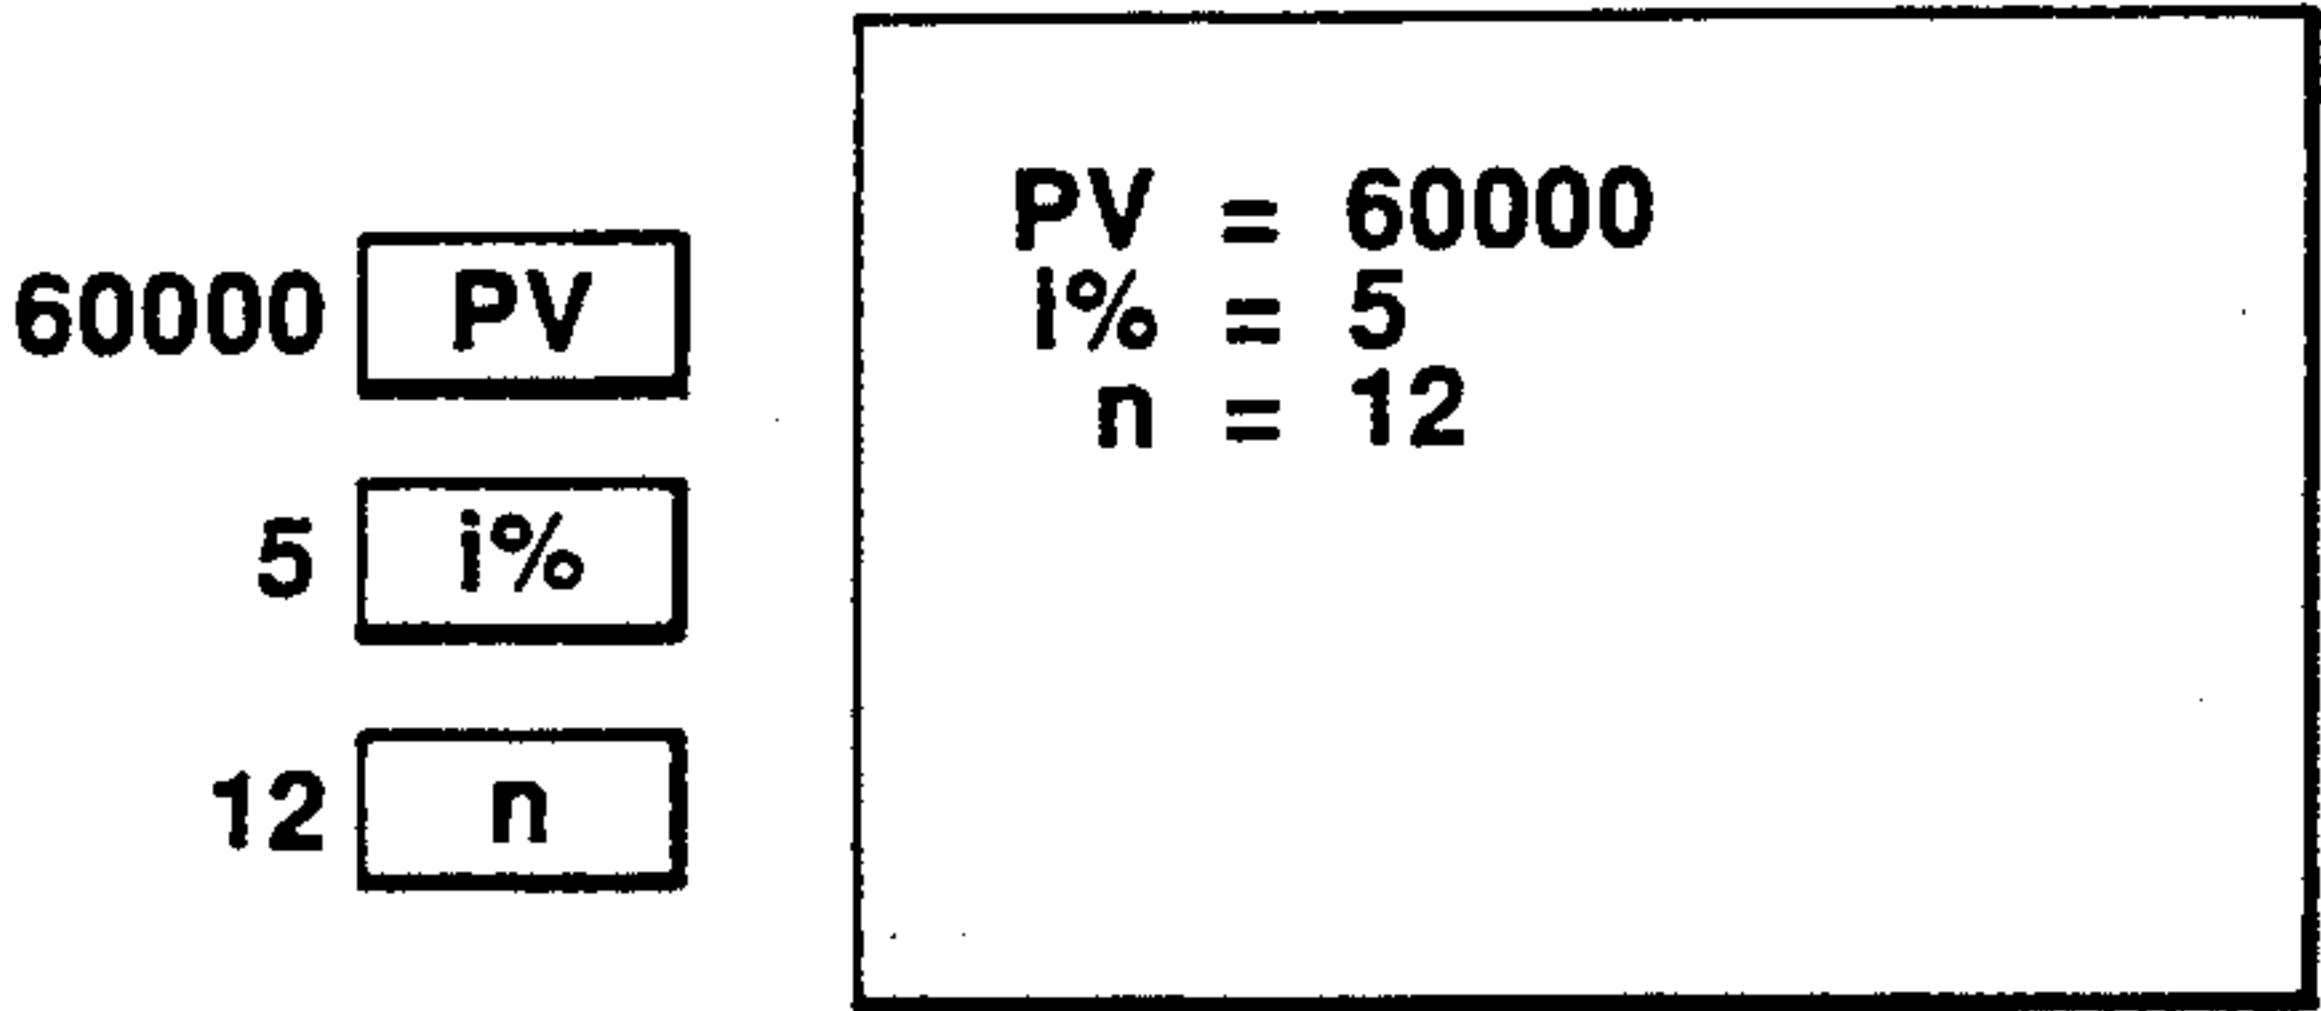 60000 PV
5 i%
12 n
PV = 60000
I% = 5
n = 12